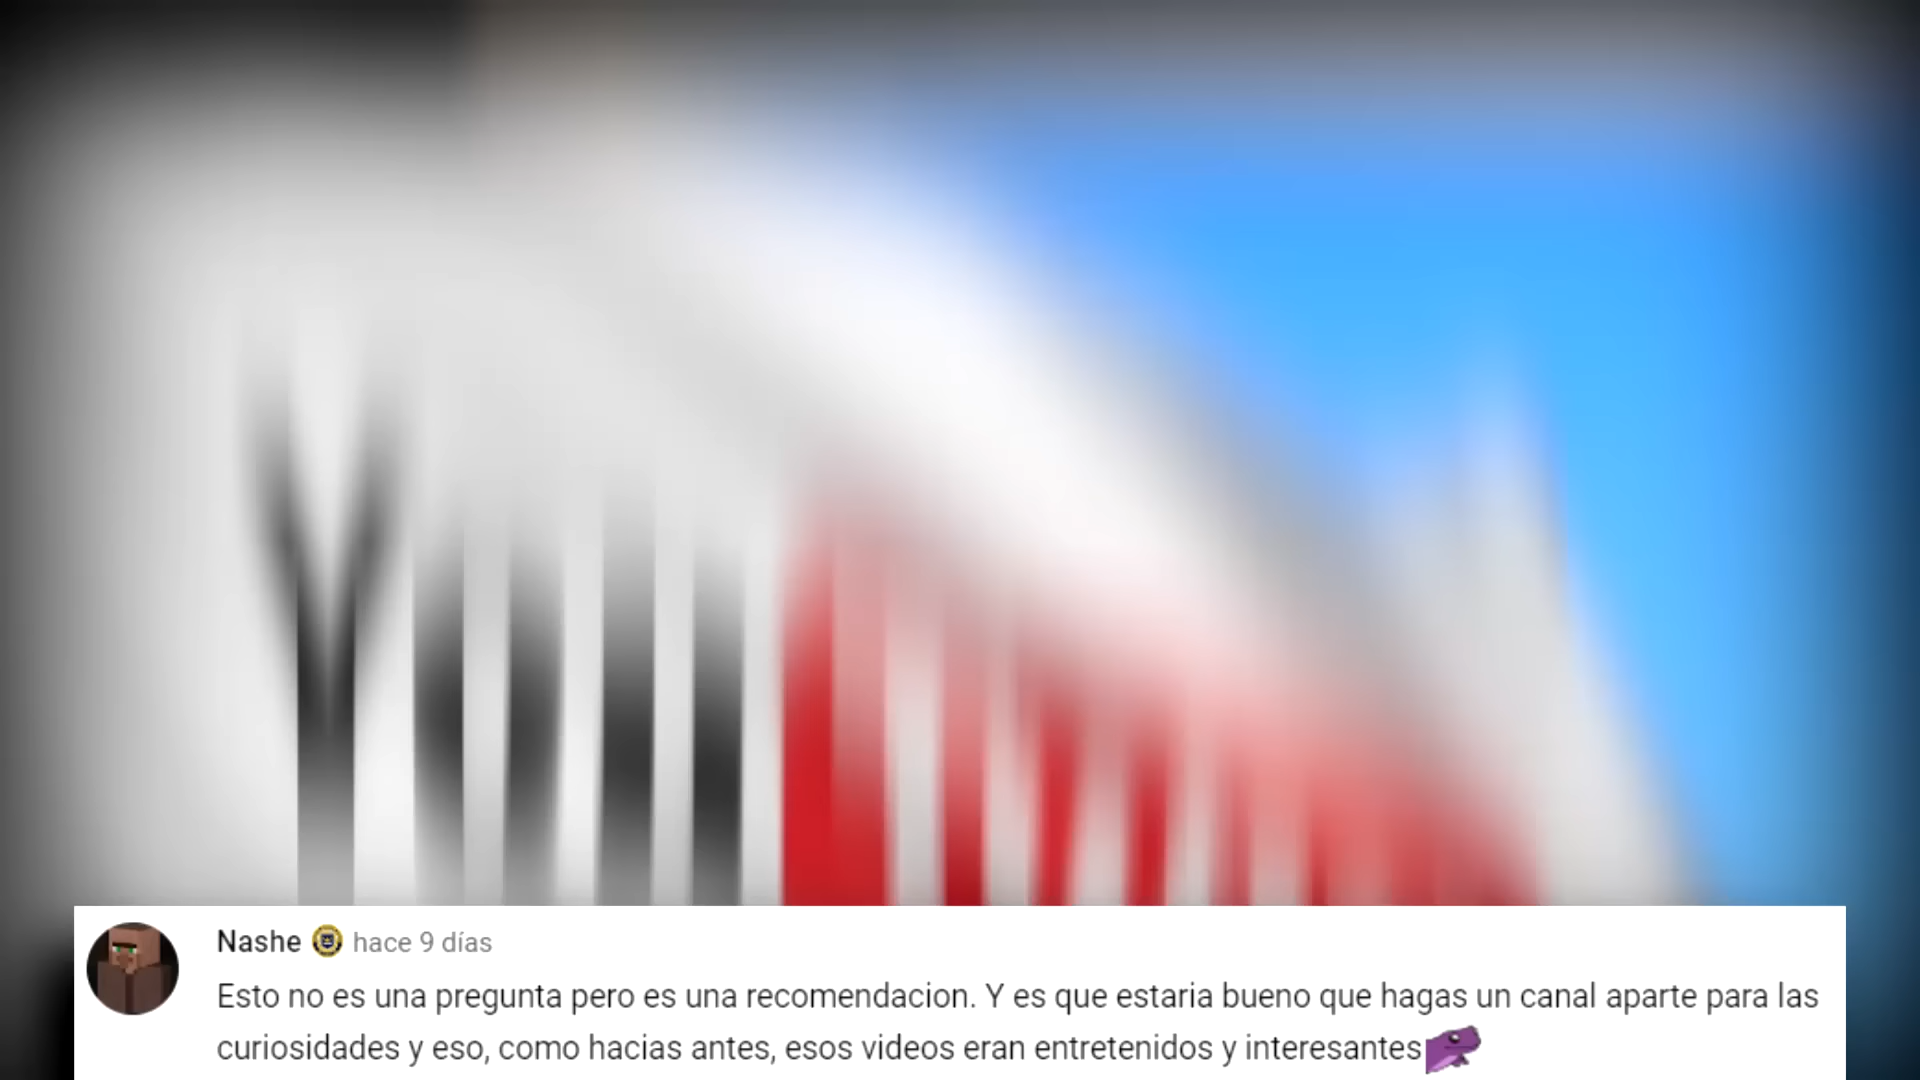 Nashe hace 9 días
Esto no es una pregunta pero es una recomendacion. Y es que estaria bueno que hagas un canal aparte para las
curiosidades y eso, como hacias antes, esos videos eran entretenidos y interesantes